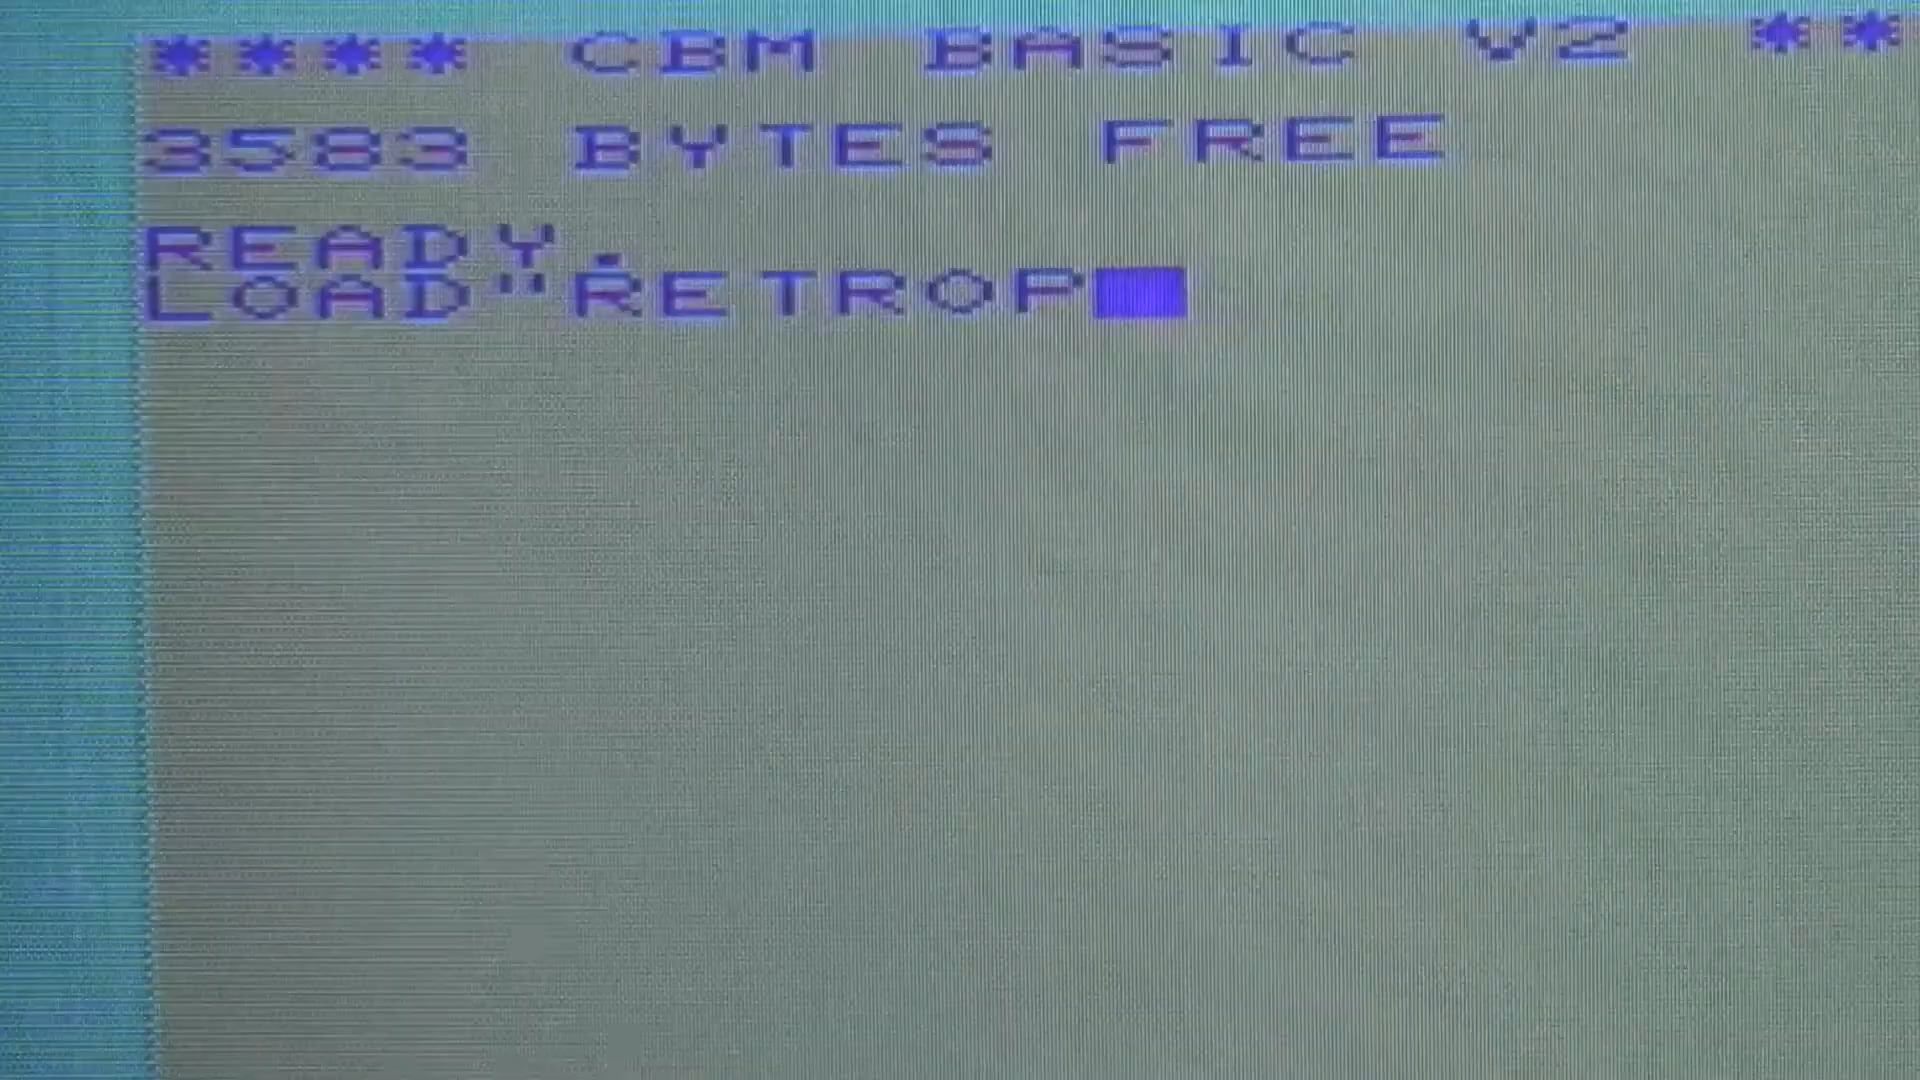 **** CBM BASIC V2 **
3583 BYTES FREE
READY.
LOAD"RETROP